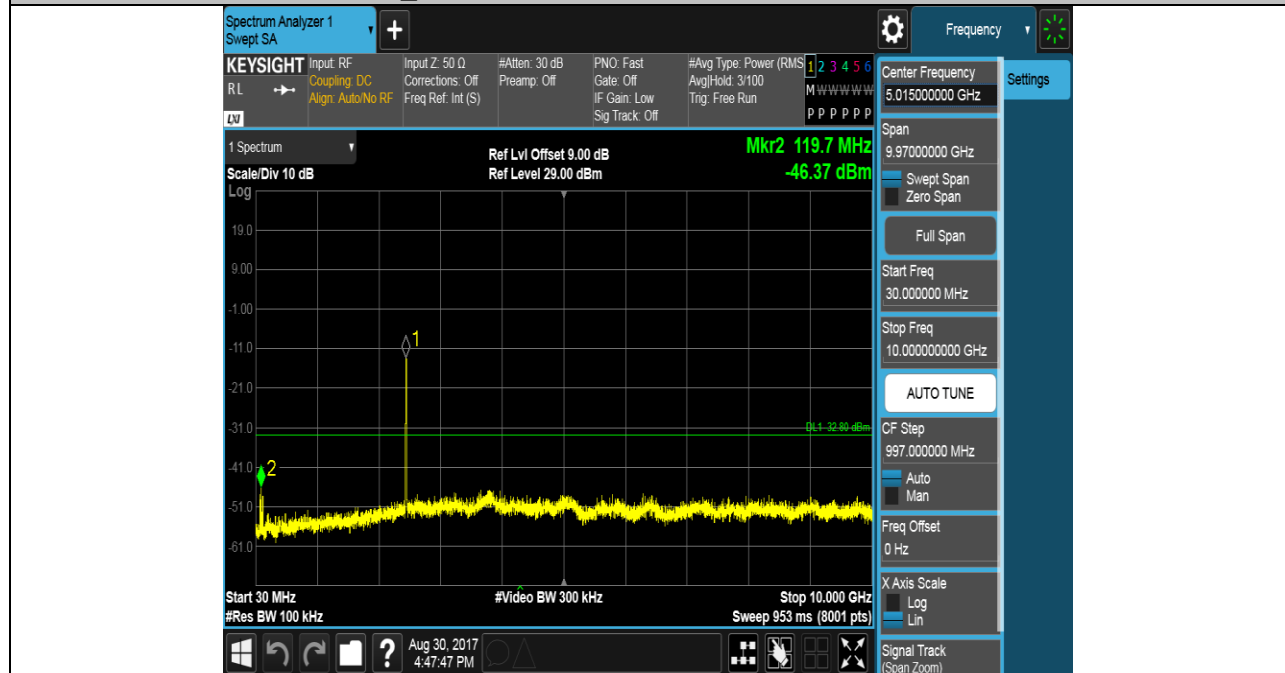 Spectrum Analyzer 1
Swept SA
+
Frequency
KEYSIGHT
RL
LXI
Input: RF
Coupling: DC
Align: Auto/No RF
Input Z: 50 Ω
Corrections: Off
Freq Ref: Int (S)
#Atten: 30 dB
Preamp: Off
PNO: Fast
Gate: Off
IF Gain: Low
Sig Track: Off
#Avg Type: Power (RMS
Avg|Hold: 3/100
Trig: Free Run
1 2 3 4 5 6
M W W W W W
P P P P P P
1 Spectrum
Scale/Div 10 dB
Log
Ref Lvl Offset 9.00 dB
Ref Level 29.00 dBm
Mkr2 119.7 MHz
-46.37 dBm
19.0
9.00
-1.00
-11.0
-21.0
-31.0
-41.0
-51.0
-61.0
1
2
DL1 -32.80 dBm
Start 30 MHz
#Res BW 100 kHz
#Video BW 300 kHz
Stop 10.000 GHz
Sweep 953 ms (8001 pts)
?
Aug 30, 2017
4:47:47 PM
Settings
Center Frequency
5.015000000 GHz
Span
9.97000000 GHz
Swept Span
Zero Span
Full Span
Start Freq
30.000000 MHz
Stop Freq
10.000000000 GHz
AUTO TUNE
CF Step
997.000000 MHz
Auto
Man
Freq Offset
0 Hz
X Axis Scale
Log
Lin
Signal Track
(Span Zoom)